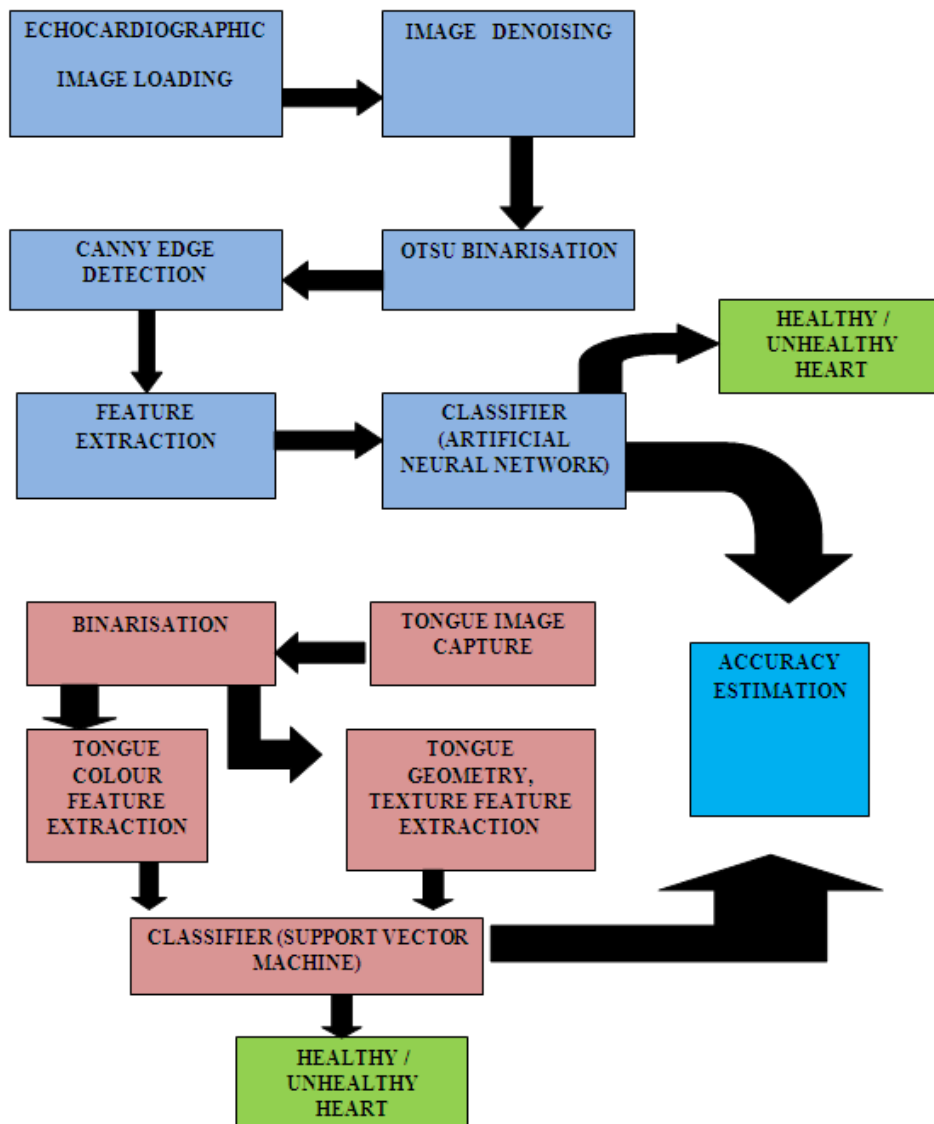 ECHOCARDIOGRAPHIC
IMAGE LOADING
IMAGE DENOISING
OTSU BINARISATION
CANNY EDGE
DETECTION
FEATURE
EXTRACTION
CLASSIFIER
(ARTIFICIAL
NEURAL NETWORK)
HEALTHY /
UNHEALTHY
HEART
TONGUE IMAGE
CAPTURE
BINARISATION
TONGUE
COLOUR
FEATURE
EXTRACTION
TONGUE
GEOMETRY,
TEXTURE FEATURE
EXTRACTION
CLASSIFIER (SUPPORT VECTOR
MACHINE)
HEALTHY /
UNHEALTHY
HEART
ACCURACY
ESTIMATION